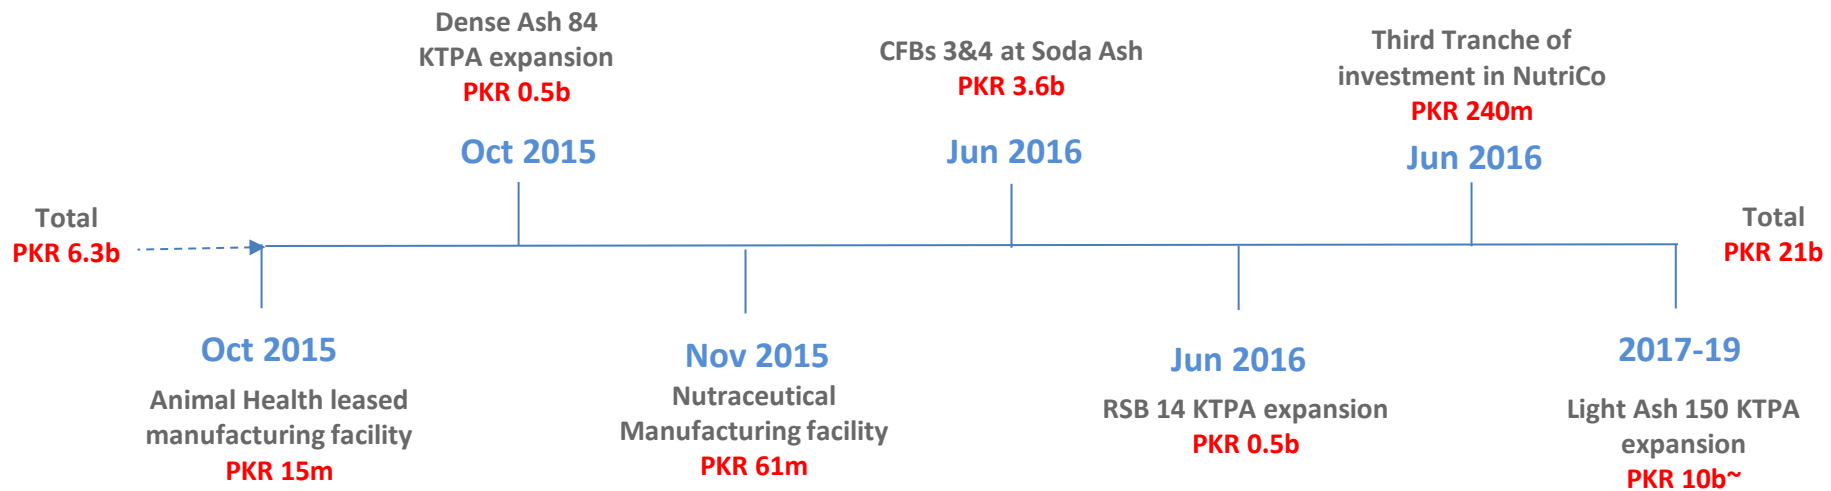 Dense Ash 84
KTPA expansion
PKR 0.5b
Oct 2015
CFBs 3&4 at Soda Ash
PKR 3.6b
Jun 2016
Third Tranche of
investment in NutriCo
PKR 240m
Jun 2016
Total
PKR 6.3b
Total
PKR 21b
Oct 2015
Animal Health leased
manufacturing facility
PKR 15m
Nov 2015
Nutraceutical
Manufacturing facility
PKR 61m
Jun 2016
RSB 14 KTPA expansion
PKR 0.5b
2017-19
Light Ash 150 KTPA
expansion
PKR 10b~